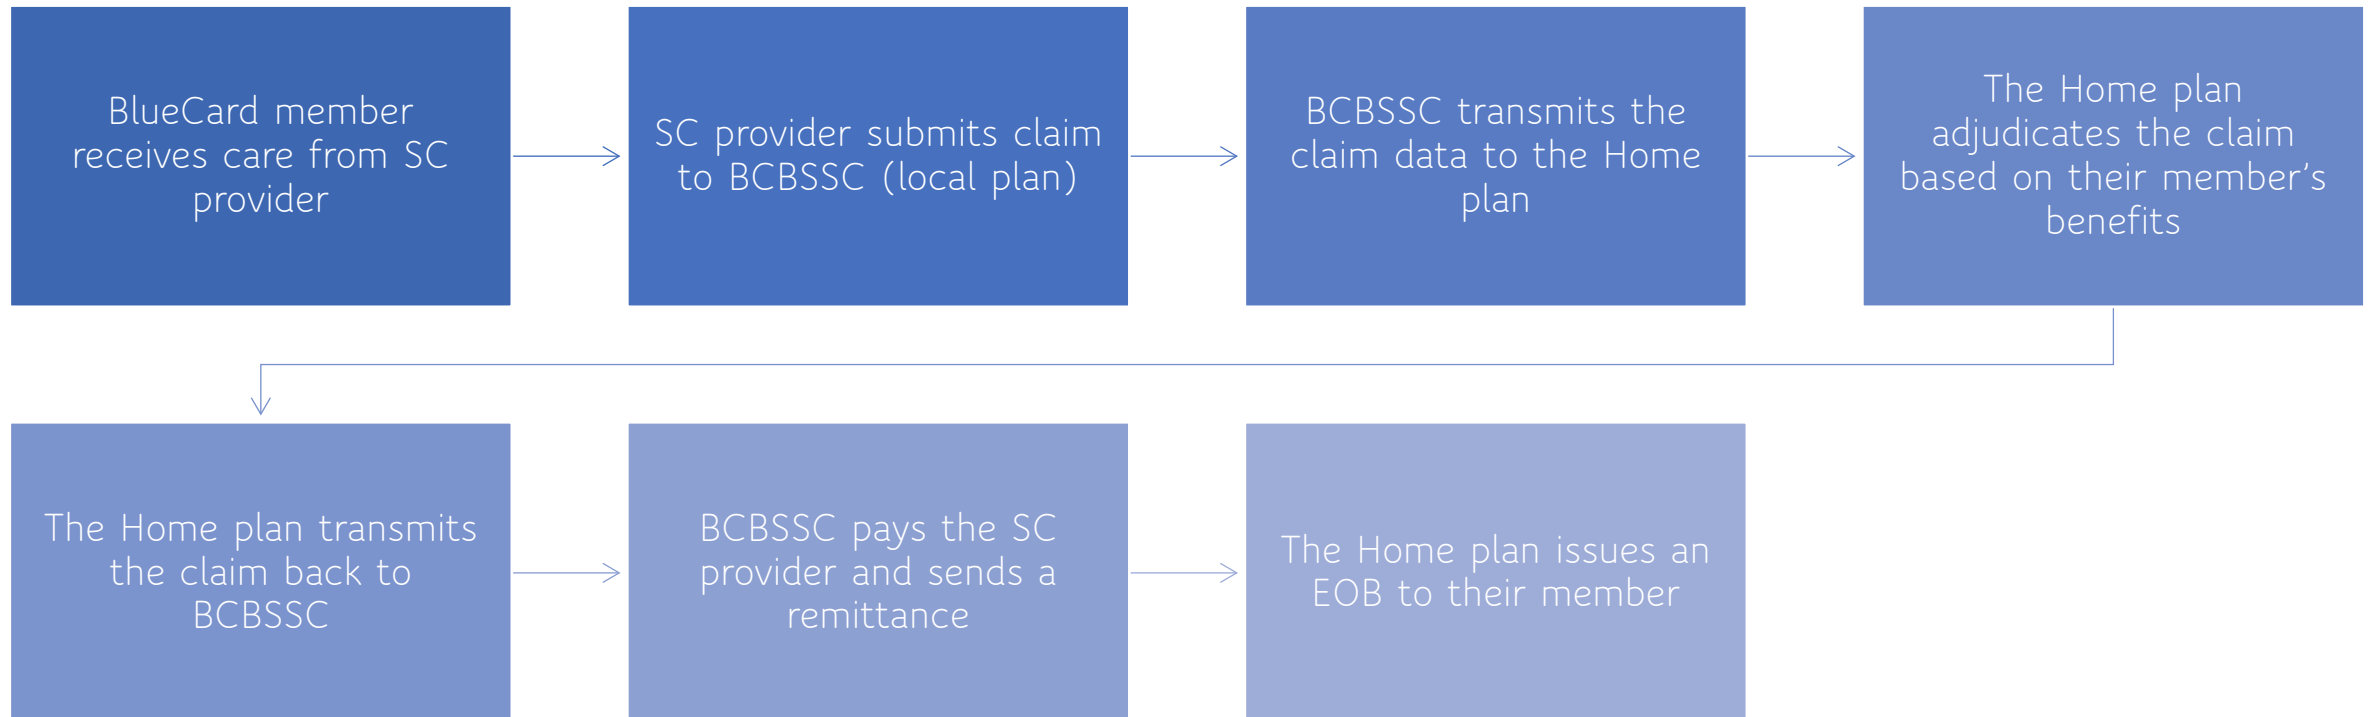 BlueCard member
receives care from SC
provider
SC provider submits claim
to BCBSSC (local plan)
BCBSSC transmits the
claim data to the Home
plan
The Home plan
adjudicates the claim
based on their member’s
benefits
The Home plan transmits
the claim back to
BCBSSC
BCBSSC pays the SC
provider and sends a
remittance
The Home plan issues an
EOB to their member